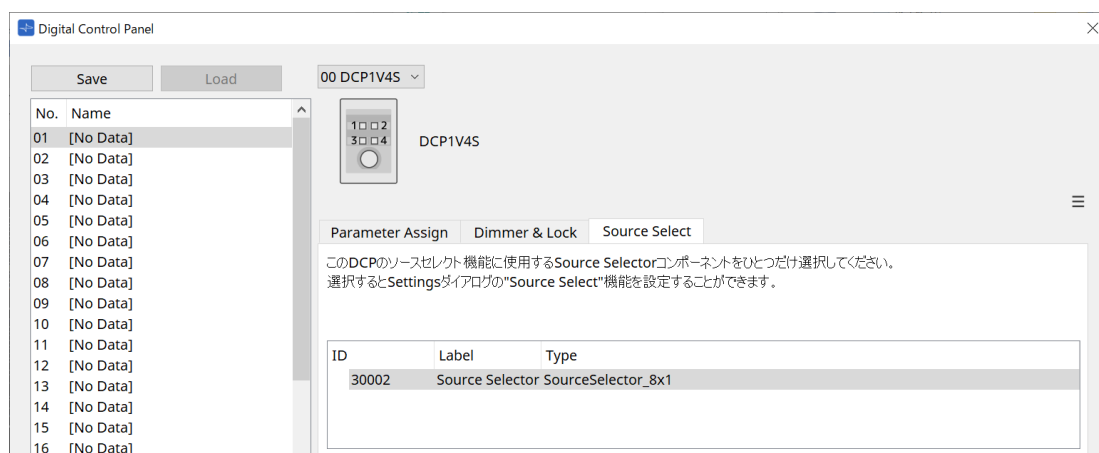 Digital Control Panel
Save
Load
00 DCP1V4S
No. Name
01 [No Data]
02 [No Data]
03 [No Data]
04 [No Data]
05 [No Data]
06 [No Data]
07 [No Data]
08 [No Data]
09 [No Data]
10 [No Data]
11 [No Data]
12 [No Data]
13 [No Data]
14 [No Data]
15 [No Data]
16 [No Data]
1 2
3 4
DCP1V4S
Parameter Assign
Dimmer & Lock
Source Select
このDCPのソースセレクト機能に使用するSource Selectorコンポーネントをひとつだけ選択してください。
選択するとSettingsダイアログの"Source Select"機能を設定することができます。
ID Label Type
30002 Source Selector SourceSelector_8x1